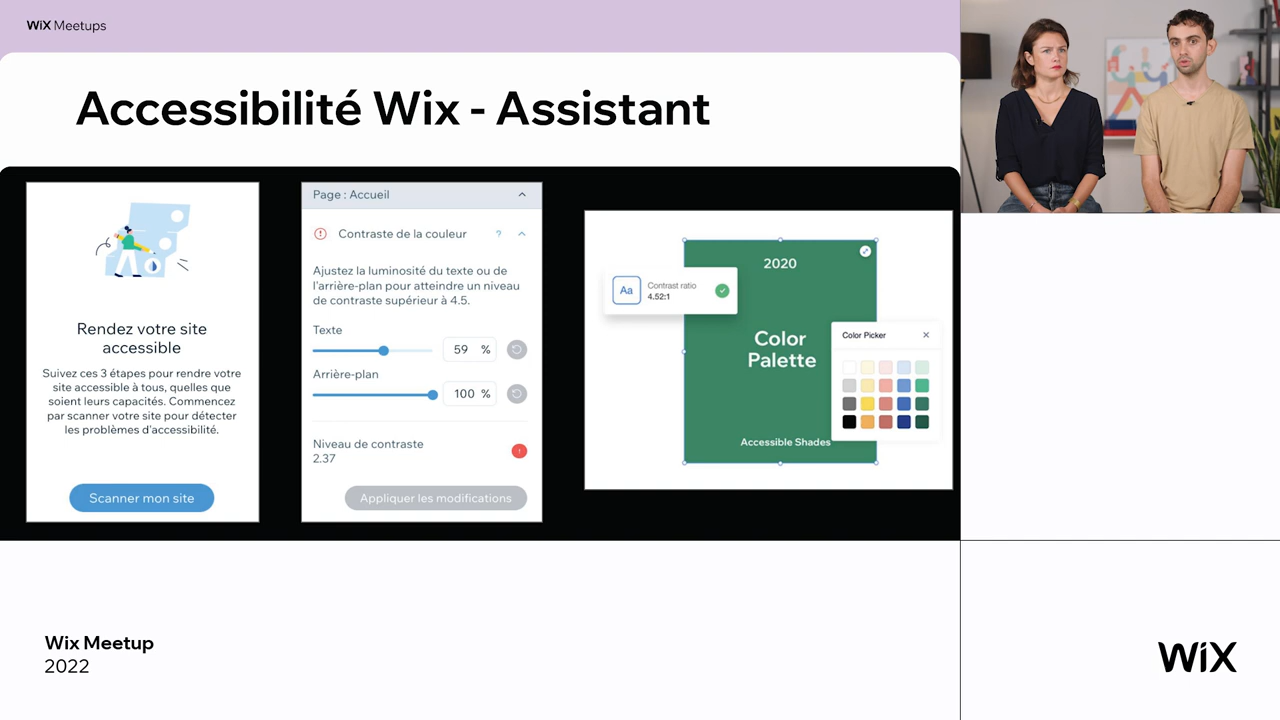 WiX Meetups
Accessibilité Wix - Assistant
Rendez votre site
accessible
Suivez ces 3 étapes pour rendre votre
site accessible à tous, quelles que
soient leurs capacités. Commencez
par scanner votre site pour détecter
les problèmes d'accessibilité.
Scanner mon site
Page : Accueil
Contraste de la couleur ?
Ajustez la luminosité du texte ou de
l'arrière-plan pour atteindre un niveau
de contraste supérieur à 4.5.
Texte
59 %
Arrière-plan
100 %
Niveau de contraste
2.37
Appliquer les modifications
2020
Aa
Contrast ratio
4.52:1
Color
Palette
Color Picker
Accessible Shades
Wix Meetup
2022
WiX